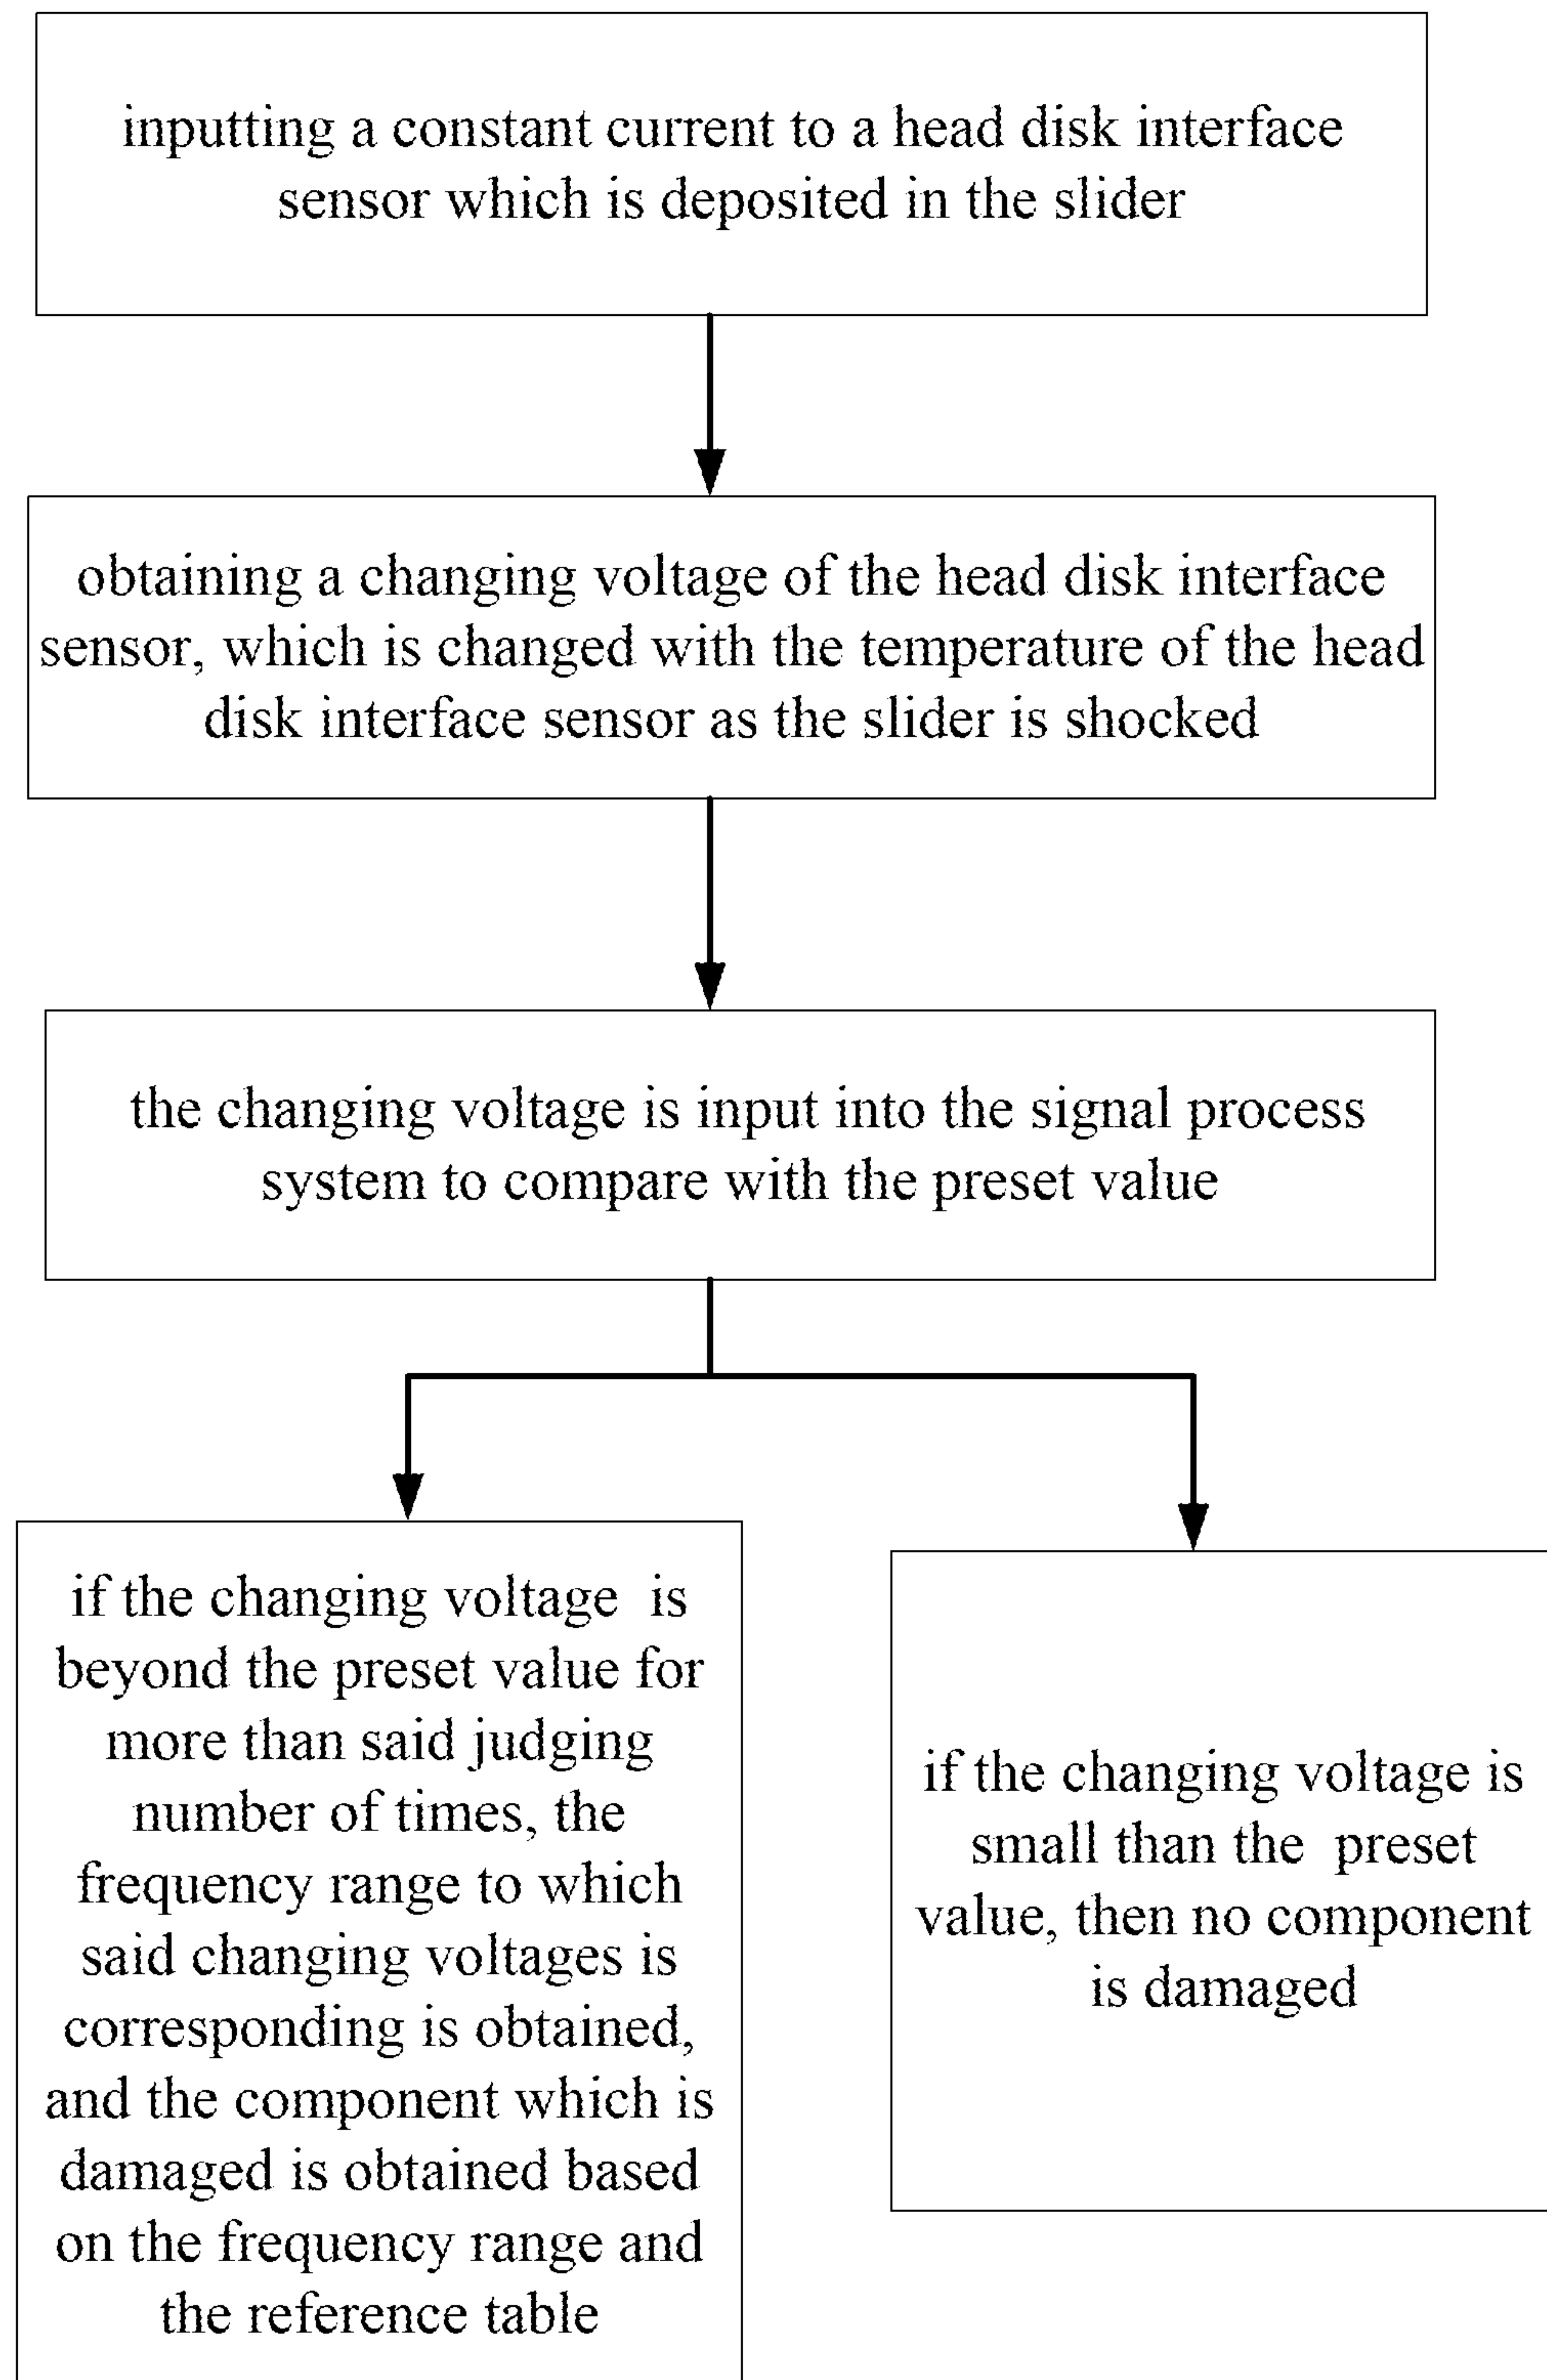 inputting a constant current to a head disk interface
sensor which is deposited in the slider
obtaining a changing voltage of the head disk interface
sensor, which is changed with the temperature of the head
disk interface sensor as the slider is shocked
the changing voltage is input into the signal process
system to compare with the preset value
if the changing voltage is
beyond the preset value for
more than said judging
number of times, the
frequency range to which
said changing voltages is
corresponding is obtained,
and the component which is
damaged is obtained based
on the frequency range and
the reference table
if the changing voltage is
small than the preset
value, then no component
is damaged